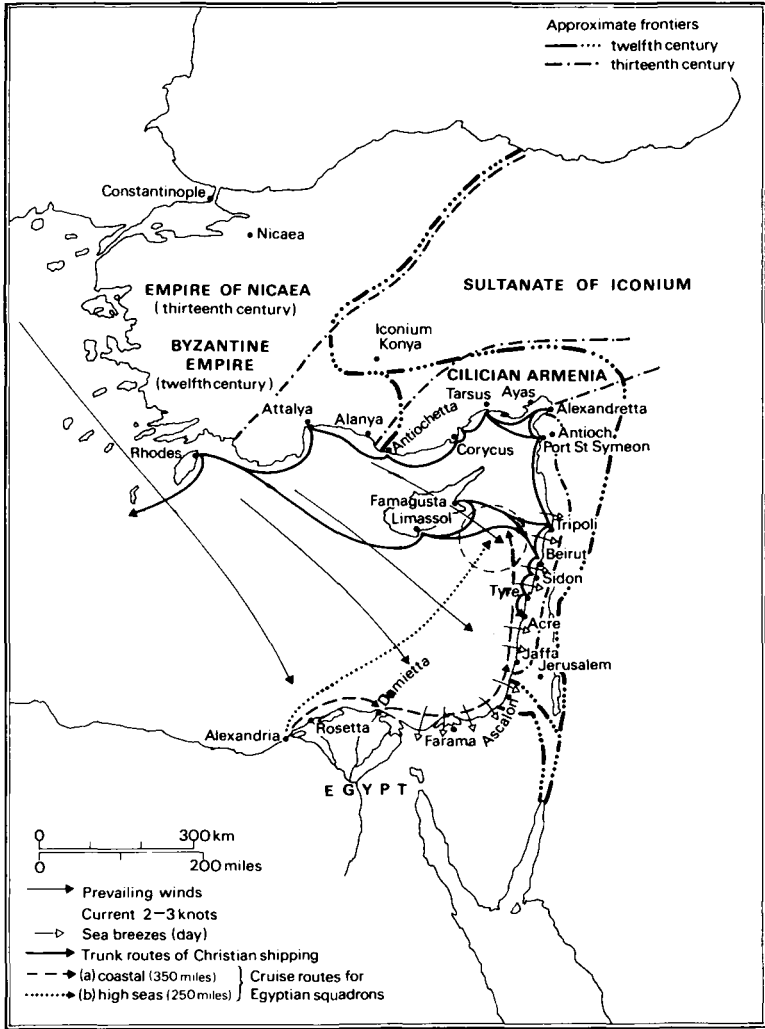 Approximate frontiers
twelfth century
thirteenth century
Constantinople
Nicaea
EMPIRE OF NICAEA
(thirteenth century)
SULTANATE OF ICONIUM
BYZANTINE
EMPIRE
(twelfth century)
Iconium
Konya
CILICIAN ARMENIA
Tarsus
Ayas
Alexandretta
Attalya
Alanya
Antiochetta
Corycus
Antioch
Port St Symeon
Rhodes
Famagusta
Limassol
Tripoli
Beirut
Sidon
Tyre
Acre
Jaffa
Jerusalem
Damietta
Ascalon
Alexandria
Rosetta
Farama
EGYPT
0 300 km
0 200 miles
Prevailing winds
Current 2–3 knots
Sea breezes (day)
Trunk routes of Christian shipping
(a) coastal (350 miles) } Cruise routes for
(b) high seas (250 miles) } Egyptian squadrons